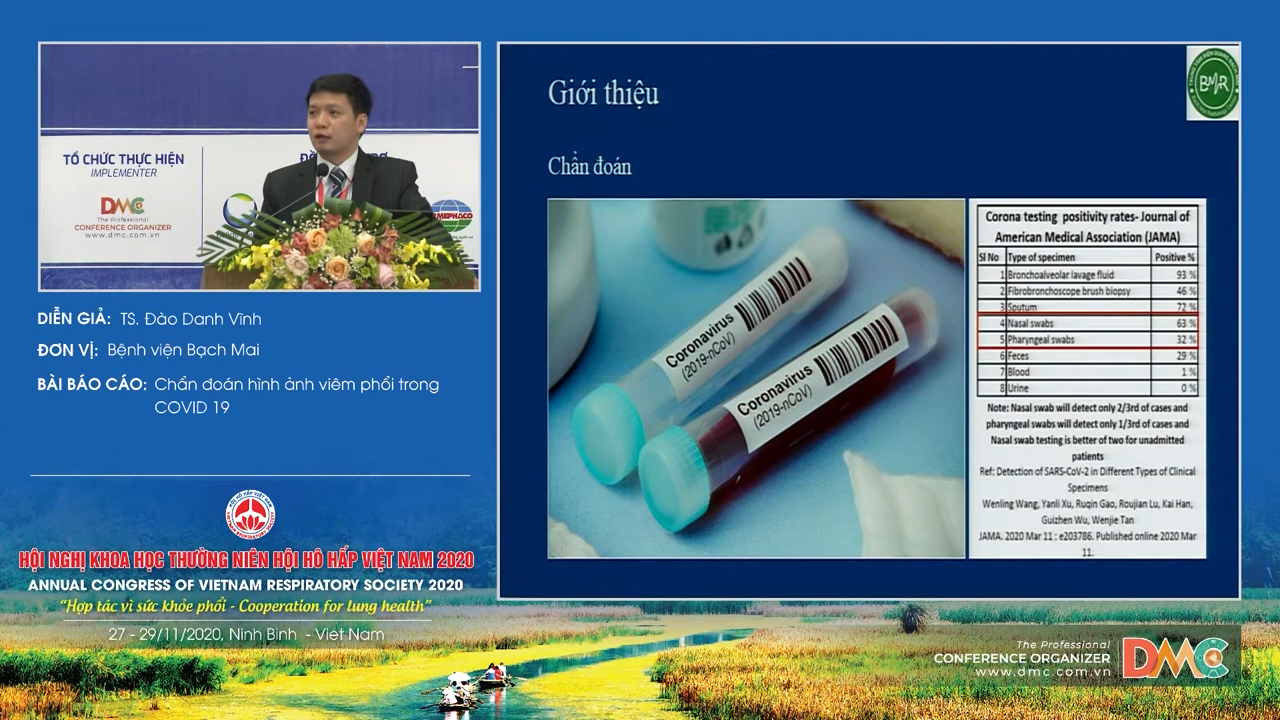 TỔ CHỨC THỰC HIỆN
IMPLEMENTER
DMC
The Professional
CONFERENCE ORGANIZER
www.dmc.com.vn
DIỄN GIẢ: TS. Đào Danh Vĩnh
ĐƠN VỊ: Bệnh viện Bạch Mai
BÀI BÁO CÁO: Chẩn đoán hình ảnh viêm phổi trong
COVID 19
HỘI NGHỊ KHOA HỌC THƯỜNG NIÊN HỘI HÔ HẤP VIỆT NAM 2020
ANNUAL CONGRESS OF VIETNAM RESPIRATORY SOCIETY 2020
“Hợp tác vì sức khỏe phổi - Cooperation for lung health”
27 - 29/11/2020, Ninh Bình - Việt Nam
Giới thiệu
BMR
Chẩn đoán
Coronavirus
(2019-nCoV)
Coronavirus
(2019-nCoV)
Corona testing positivity rates- Journal of
American Medical Association (JAMA)
Sl No Type of specimen Positive %
1 Bronchoalveolar lavage fluid 93 %
2 Fibrobronchoscope brush biopsy 46 %
3 Sputum 72 %
4 Nasal swabs 63 %
5 Pharyngeal swabs 32 %
6 Feces 29 %
7 Blood 1 %
8 Urine 0 %
Note: Nasal swab will detect only 2/3rd of cases and
pharyngeal swabs will detect only 1/3rd of cases and
Nasal swab testing is better of two for unadmitted
patients
Ref: Detection of SARS-CoV-2 in Different Types of Clinical
Specimens
Wenling Wang, Yanli Xu, Ruqin Gao, Roujian Lu, Kai Han,
Guizhen Wu, Wenjie Tan
JAMA. 2020 Mar 11 : e203786. Published online 2020 Mar
11.
The Professional
CONFERENCE ORGANIZER
www.dmc.com.vn
DMC